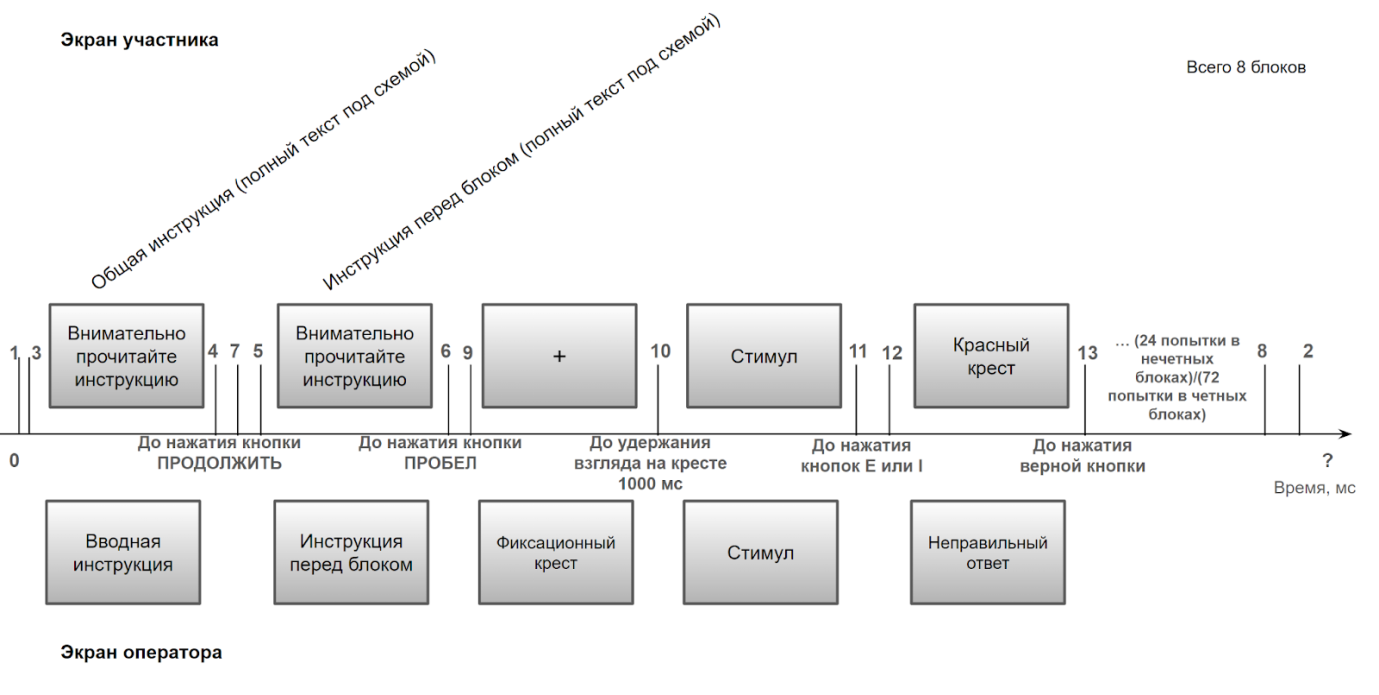 Экран участника
Всего 8 блоков
Общая инструкция (полный текст под схемой)
Инструкция перед блоком (полный текст под схемой)
1
3
Внимательно
прочитайте
инструкцию
4
7
5
Внимательно
прочитайте
инструкцию
6
9
+
10
Стимул
11
12
Красный
крест
13
... (24 попытки в
нечетных
блоках)/(72
попытки в четных
блоках)
8
2
0
До нажатия кнопки
ПРОДОЛЖИТЬ
До нажатия кнопки
ПРОБЕЛ
До удержания
взгляда на кресте
1000 мс
До нажатия
кнопок E или I
До нажатия
верной кнопки
?
Время, мс
Вводная
инструкция
Инструкция
перед блоком
Фиксационный
крест
Стимул
Неправильный
ответ
Экран оператора